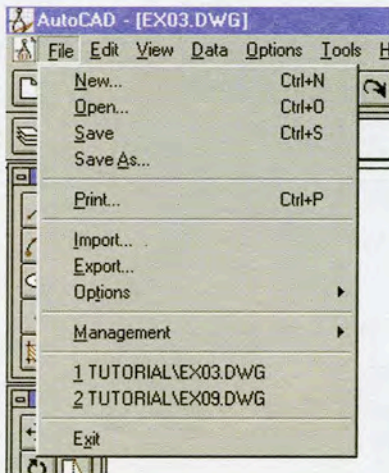 AutoCAD - [EX03.DWG]
File Edit View Data Options Tools H
New... Ctrl+N
Open... Ctrl+O
Save Ctrl+S
Save As...
Print... Ctrl+P
Import...
Export...
Options
Management
1 TUTORIAL\EX03.DWG
2 TUTORIAL\EX09.DWG
Exit